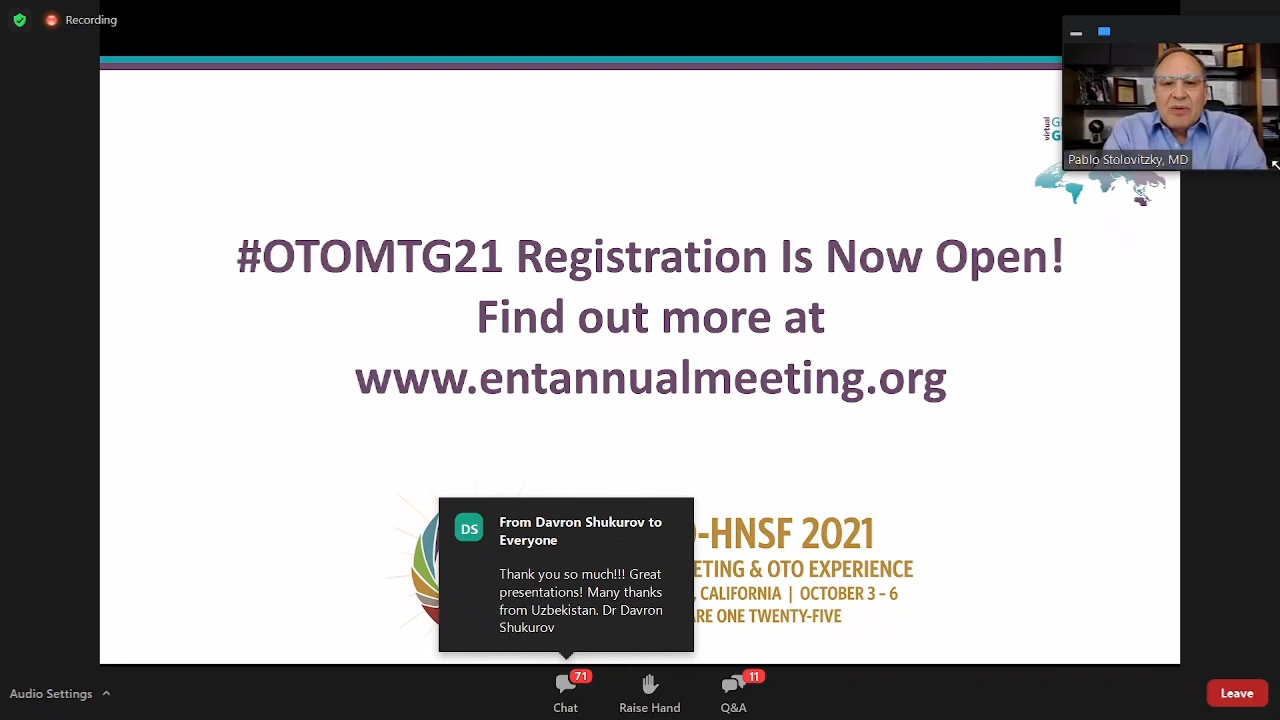 Recording
Pablo Stolovitzky, MD
virtual
#OTOMTG21 Registration Is Now Open!
Find out more at
www.entannualmeeting.org
-HNSF 2021
ETING & OTO EXPERIENCE
, CALIFORNIA | OCTOBER 3 - 6
ARE ONE TWENTY-FIVE
DS
From Davron Shukurov to
Everyone
Thank you so much!!! Great
presentations! Many thanks
from Uzbekistan. Dr Davron
Shukurov
Audio Settings
71
Chat
Raise Hand
11
Q&A
Leave